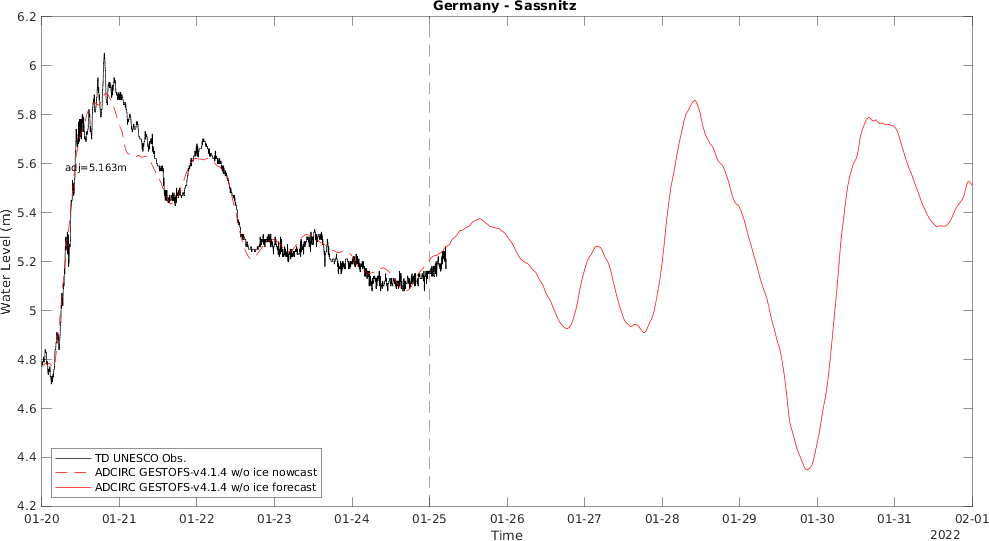 Germany - Sassnitz
6.2
6
5.8
5.6
5.4
5.2
5
4.8
4.6
4.4
4.2
Water Level (m)
adj=5.163m
TD UNESCO Obs.
ADCIRC GESTOFS-v4.1.4 w/o ice nowcast
ADCIRC GESTOFS-v4.1.4 w/o ice forecast
01-20 01-21 01-22 01-23 01-24 01-25 01-26 01-27 01-28 01-29 01-30 01-31 02-01
Time
2022